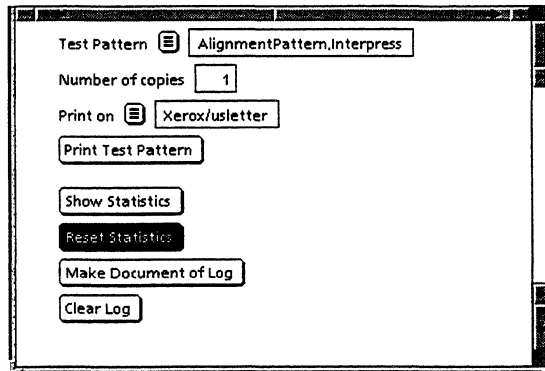 Test Pattern AlignmentPattern.Interpress
Number of copies 1
Print on Xerox/usletter
Print Test Pattern
Show Statistics
Reset Statistics
Make Document of Log
Clear Log